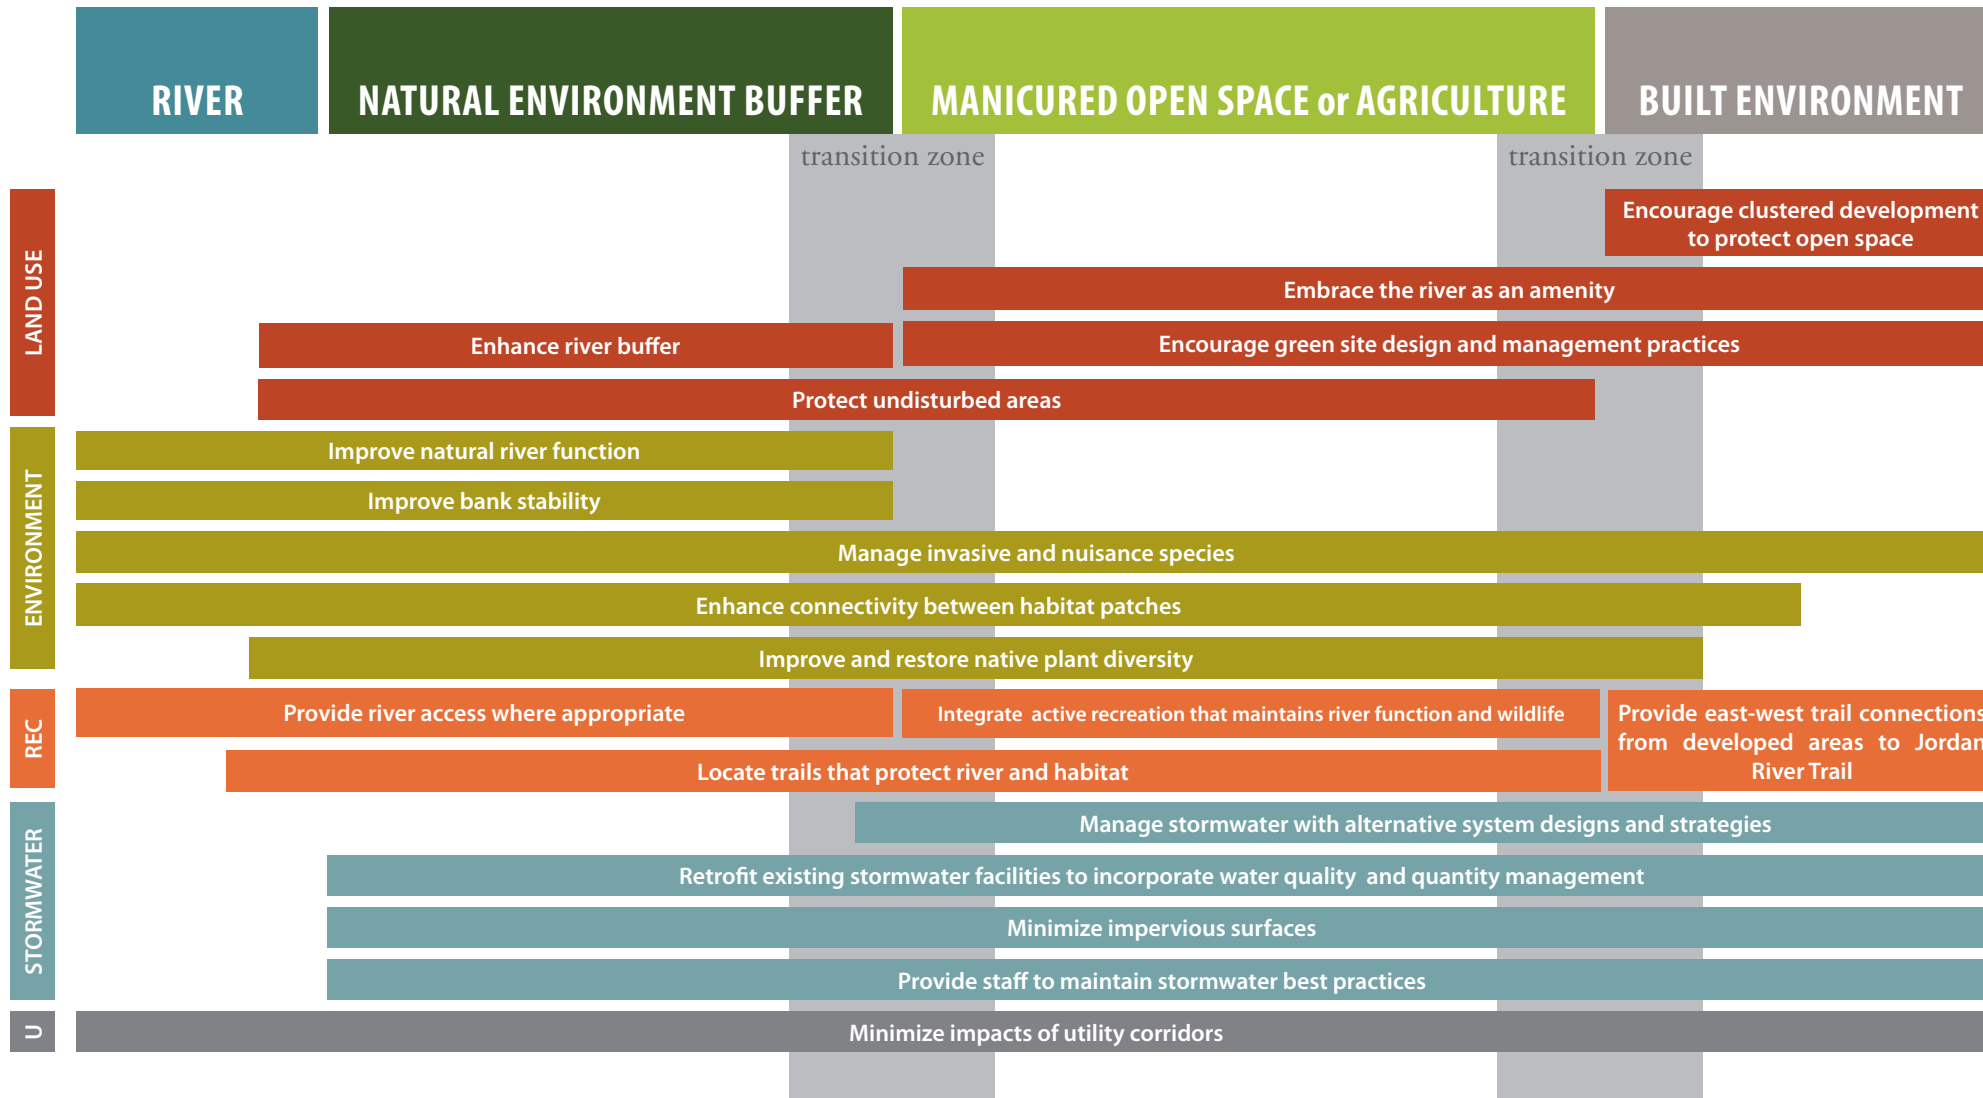 RIVER
NATURAL ENVIRONMENT BUFFER
MANICURED OPEN SPACE or AGRICULTURE
BUILT ENVIRONMENT
transition zone
transition zone
LAND USE
Encourage clustered development
to protect open space
Embrace the river as an amenity
Enhance river buffer
Encourage green site design and management practices
Protect undisturbed areas
ENVIRONMENT
Improve natural river function
Improve bank stability
Manage invasive and nuisance species
Enhance connectivity between habitat patches
Improve and restore native plant diversity
REC
Provide river access where appropriate
Integrate active recreation that maintains river function and wildlife
Provide east-west trail connections
from developed areas to Jordan
River Trail
Locate trails that protect river and habitat
STORMWATER
Manage stormwater with alternative system designs and strategies
Retrofit existing stormwater facilities to incorporate water quality and quantity management
Minimize impervious surfaces
Provide staff to maintain stormwater best practices
U
Minimize impacts of utility corridors